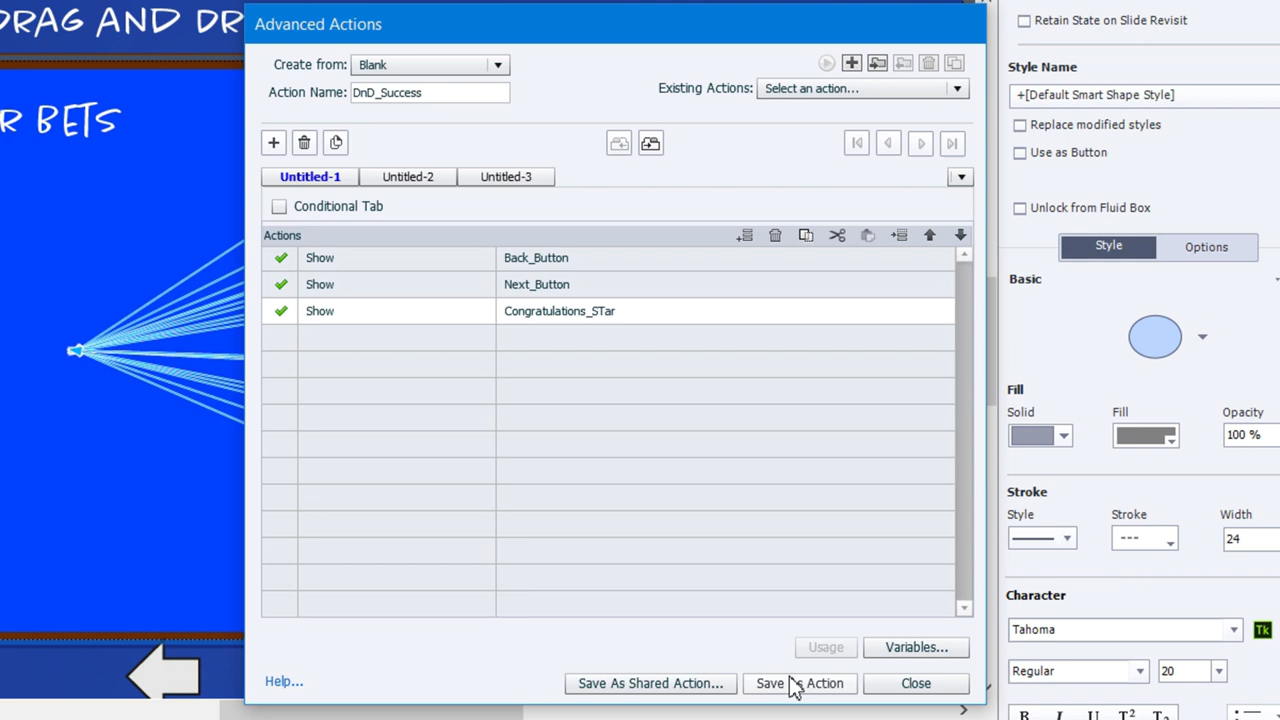 DRAG AND DR
R BETS
Advanced Actions
Create from: Blank
Action Name: DnD_Success
Existing Actions: Select an action...
Untitled-1 Untitled-2 Untitled-3
Conditional Tab
Actions
Show Back_Button
Show Next_Button
Show Congratulations_STar
Usage Variables...
Help... Save As Shared Action... Save As Action Close
Retain State on Slide Revisit
Style Name
+[Default Smart Shape Style]
Replace modified styles
Use as Button
Unlock from Fluid Box
Style Options
Basic
Fill
Solid Fill Opacity
100 %
Stroke
Style Stroke Width
24
Character
Tahoma Tk
Regular 20
B I U T² T₂